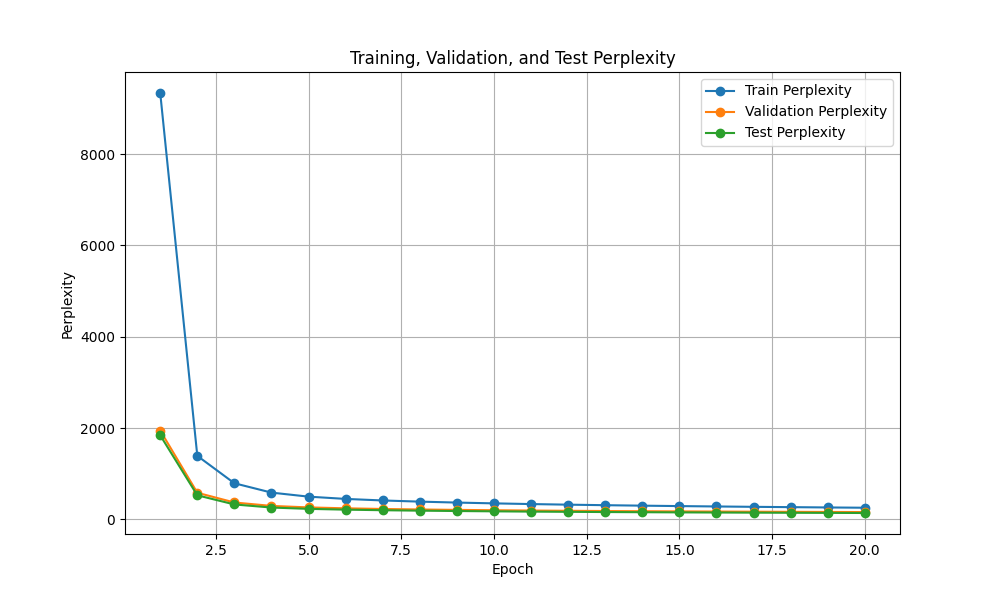 Training, Validation, and Test Perplexity
Train Perplexity
Validation Perplexity
Test Perplexity
8000
6000
4000
2000
0
Perplexity
2.5
5.0
7.5
10.0
12.5
15.0
17.5
20.0
Epoch